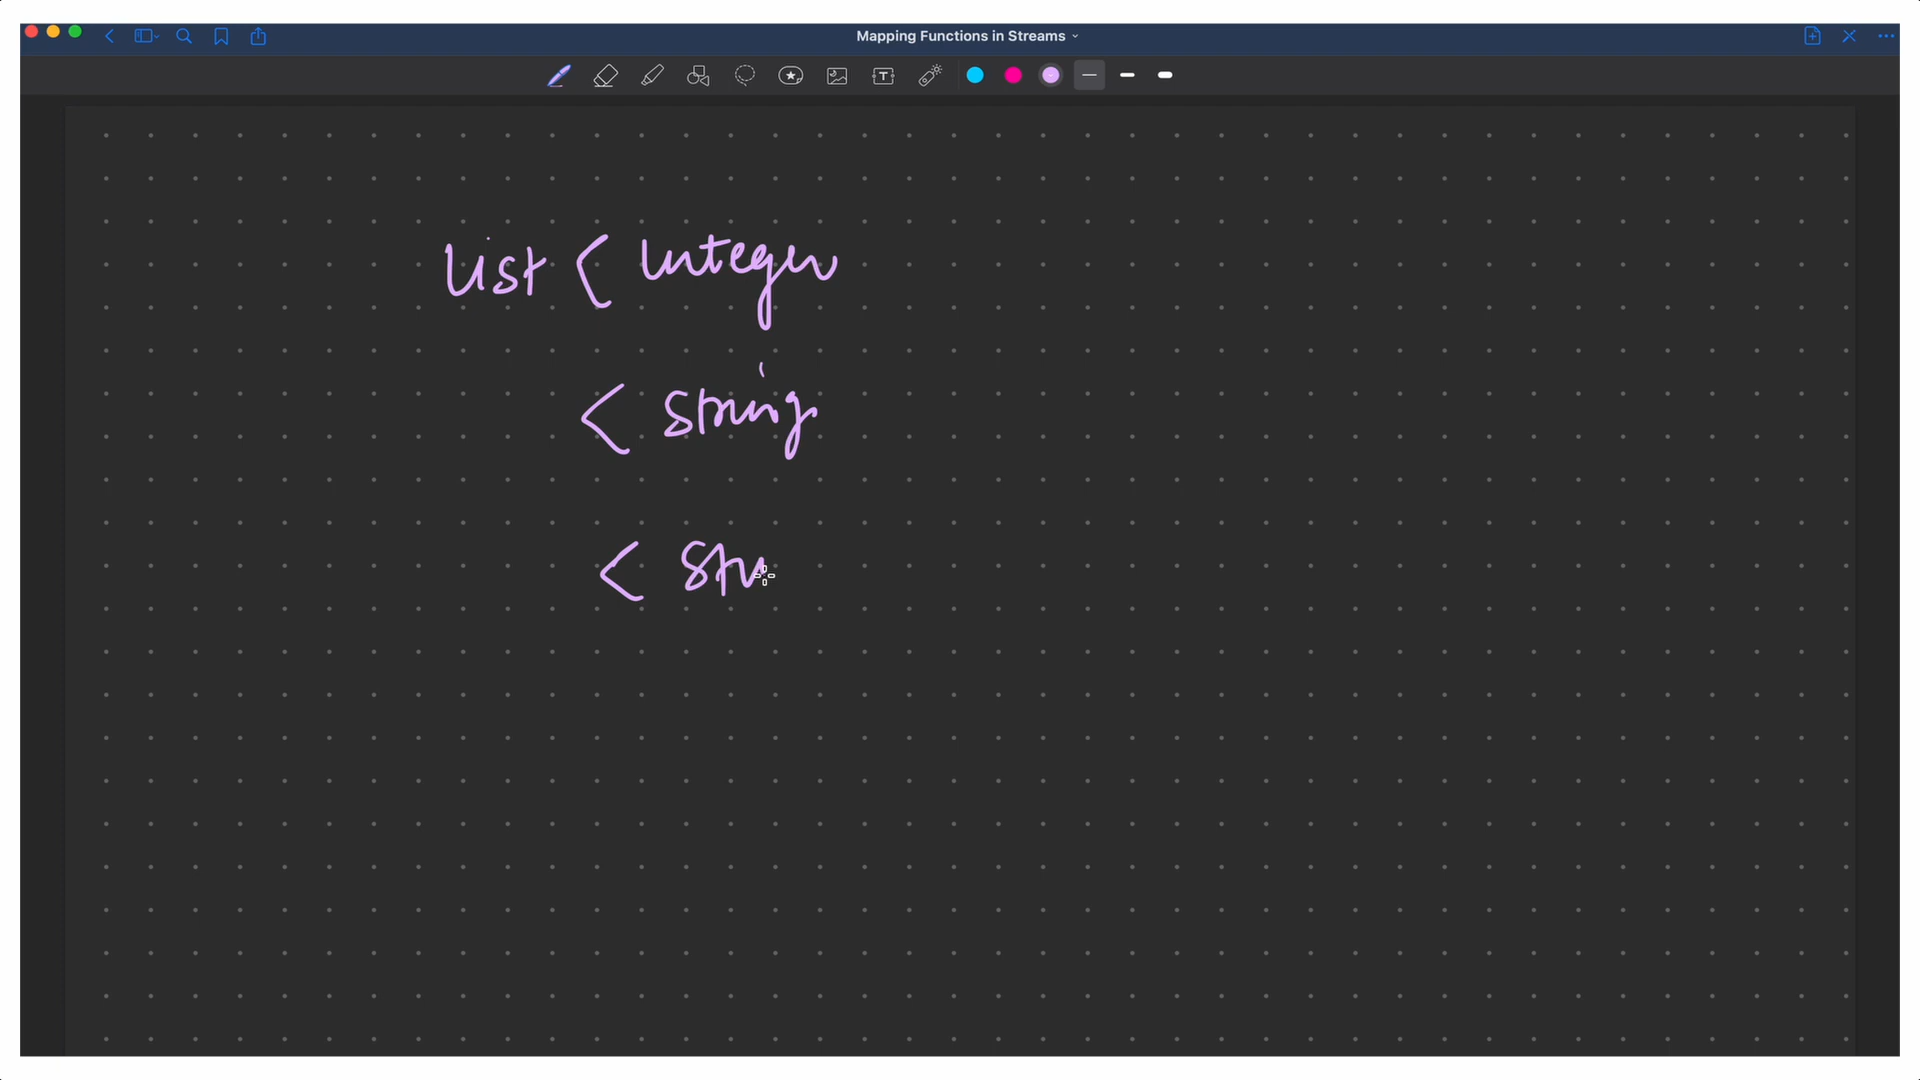 Mapping Functions in Streams
List < Integer
< String
< Str